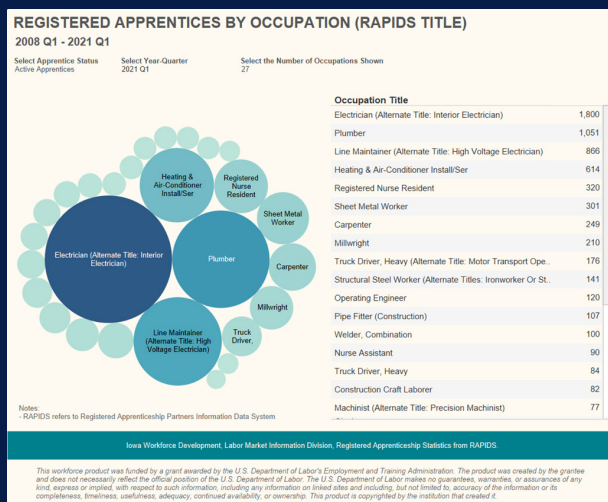 REGISTERED APPRENTICES BY OCCUPATION (RAPIDS TITLE)
2008 Q1 - 2021 Q1
Select Apprentice Status
Active Apprentices
Select Year-Quarter
2021 Q1
Select the Number of Occupations Shown
27
Heating &
Air-Conditioner
Install/Ser
Registered
Nurse
Resident
Sheet Metal
Worker
Electrician (Alternate Title: Interior
Electrician)
Plumber
Carpenter
Millwright
Line Maintainer
(Alternate Title: High
Voltage Electrician)
Truck
Driver,
Occupation Title
Electrician (Alternate Title: Interior Electrician) 1,800
Plumber 1,051
Line Maintainer (Alternate Title: High Voltage Electrician) 866
Heating & Air-Conditioner Install/Ser 614
Registered Nurse Resident 320
Sheet Metal Worker 301
Carpenter 249
Millwright 210
Truck Driver, Heavy (Alternate Title: Motor Transport Ope.. 176
Structural Steel Worker (Alternate Titles: Ironworker Or St.. 141
Operating Engineer 120
Pipe Fitter (Construction) 107
Welder, Combination 100
Nurse Assistant 90
Truck Driver, Heavy 84
Construction Craft Laborer 82
Machinist (Alternate Title: Precision Machinist) 77
Notes:
- RAPIDS refers to Registered Apprenticeship Partners Information Data System
Iowa Workforce Development, Labor Market Information Division, Registered Apprenticeship Statistics from RAPIDS.
This workforce product was funded by a grant awarded by the U.S. Department of Labor's Employment and Training Administration. The product was created by the grantee
and does not necessarily reflect the official position of the U.S. Department of Labor. The U.S. Department of Labor makes no guarantees, warranties, or assurances of any
kind, express or implied, with respect to such information, including any information on linked sites and including, but not limited to, accuracy of the information or its
completeness, timeliness, usefulness, adequacy, continued availability, or ownership. This product is copyrighted by the institution that created it.